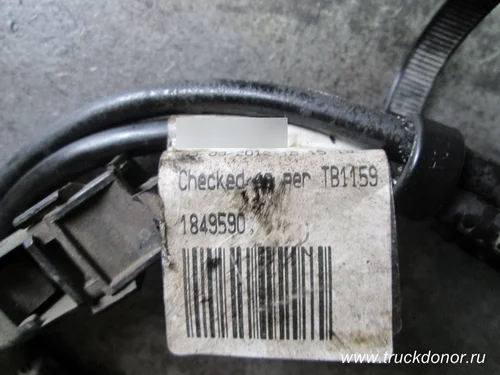 Checked as per TB1159
1849590,
www.truckdonor.ru